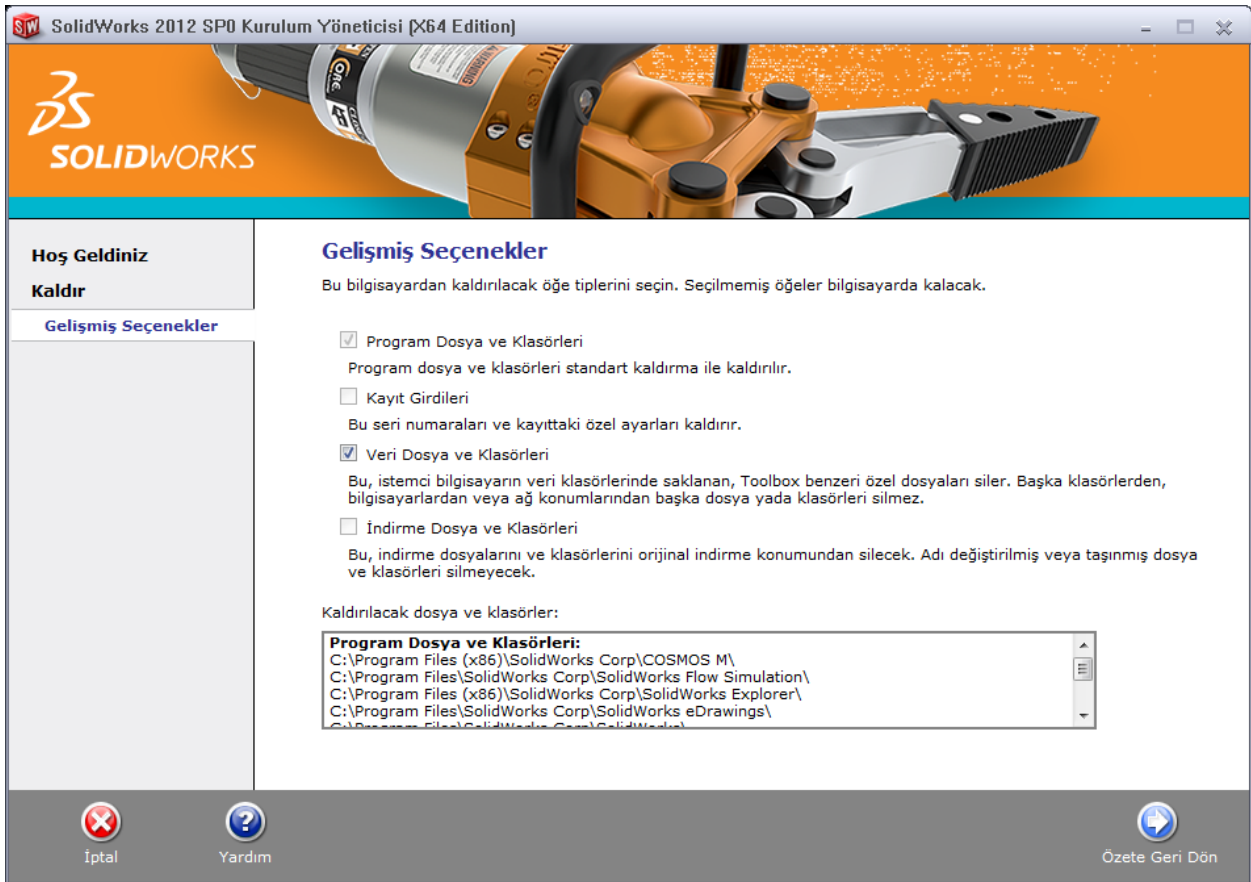 SolidWorks 2012 SP0 Kurulum Yöneticisi (X64 Edition)
WARNING
CORE
SOLIDWORKS
Hoş Geldiniz
Kaldır
Gelişmiş Seçenekler
Gelişmiş Seçenekler
Bu bilgisayardan kaldırılacak öğe tiplerini seçin. Seçilmemiş öğeler bilgisayarda kalacak.
Program Dosya ve Klasörleri
Program dosya ve klasörleri standart kaldırma ile kaldırılır.
Kayıt Girdileri
Bu seri numaraları ve kayıttaki özel ayarları kaldırır.
Veri Dosya ve Klasörleri
Bu, istemci bilgisayarın veri klasörlerinde saklanan, Toolbox benzeri özel dosyaları siler. Başka klasörlerden,
bilgisayarlardan veya ağ konumlarından başka dosya yada klasörleri silmez.
İndirme Dosya ve Klasörleri
Bu, indirme dosyalarını ve klasörlerini orijinal indirme konumundan silecek. Adı değiştirilmiş veya taşınmış dosya
ve klasörleri silmeyecek.
Kaldırılacak dosya ve klasörler:
Program Dosya ve Klasörleri:
C:\Program Files (x86)\SolidWorks Corp\COSMOS M\
C:\Program Files\SolidWorks Corp\SolidWorks Flow Simulation\
C:\Program Files (x86)\SolidWorks Corp\SolidWorks Explorer\
C:\Program Files\SolidWorks Corp\SolidWorks eDrawings\
C:\Program Files\SolidWorks Corp\SolidWorks\
İptal
Yardım
Özete Geri Dön